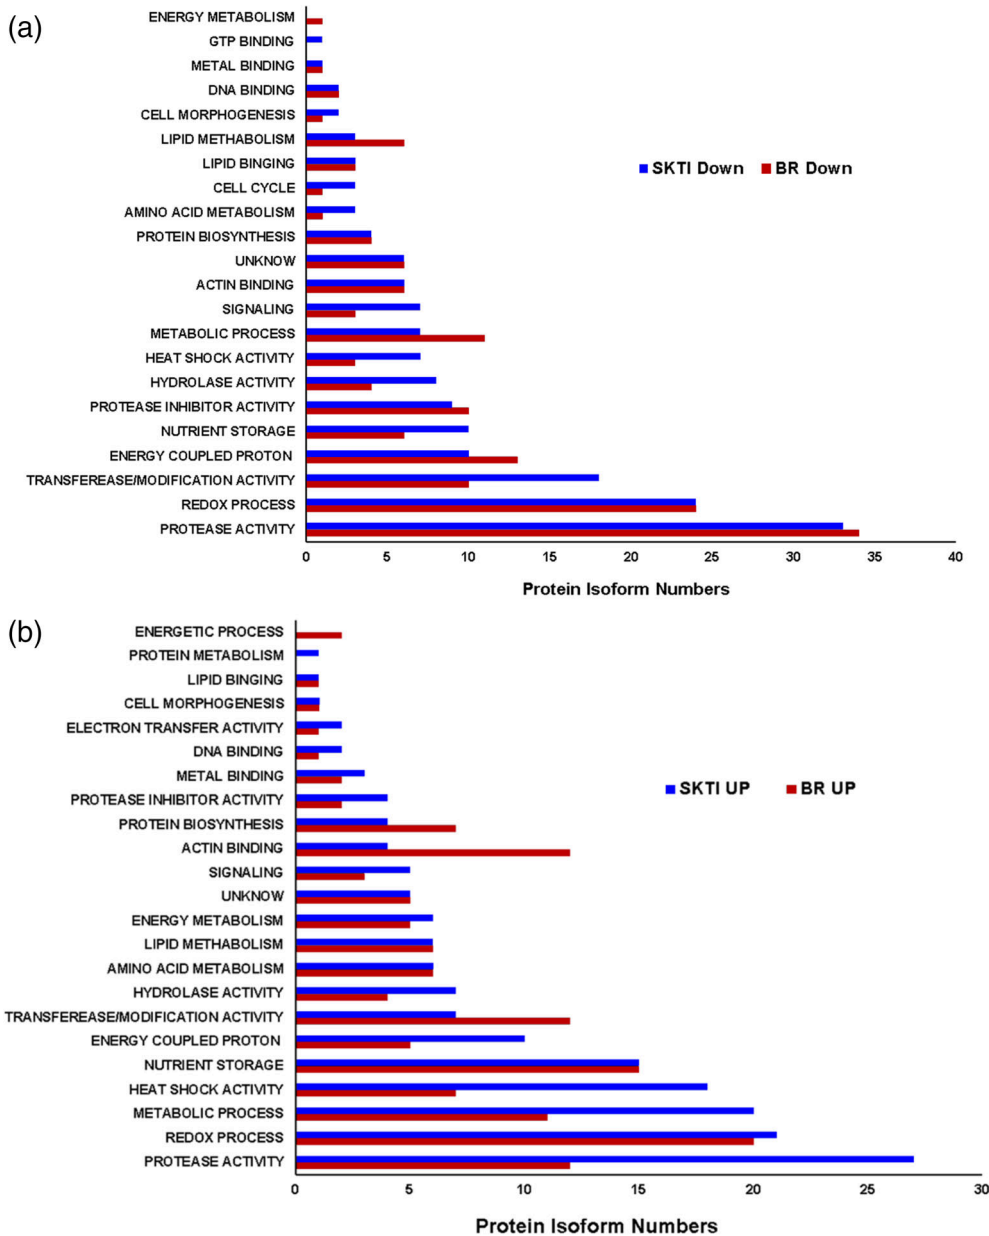 (a)
ENERGY METABOLISM
GTP BINDING
METAL BINDING
DNA BINDING
CELL MORPHOGENESIS
LIPID METHABOLISM
LIPID BINGING
CELL CYCLE
AMINO ACID METABOLISM
PROTEIN BIOSYNTHESIS
UNKNOW
ACTIN BINDING
SIGNALING
METABOLIC PROCESS
HEAT SHOCK ACTIVITY
HYDROLASE ACTIVITY
PROTEASE INHIBITOR ACTIVITY
NUTRIENT STORAGE
ENERGY COUPLED PROTON
TRANSFEREASE/MODIFICATION ACTIVITY
REDOX PROCESS
PROTEASE ACTIVITY
SKTI Down BR Down
0 5 10 15 20 25 30 35 40
Protein Isoform Numbers
(b)
ENERGETIC PROCESS
PROTEIN METABOLISM
LIPID BINGING
CELL MORPHOGENESIS
ELECTRON TRANSFER ACTIVITY
DNA BINDING
METAL BINDING
PROTEASE INHIBITOR ACTIVITY
PROTEIN BIOSYNTHESIS
ACTIN BINDING
SIGNALING
UNKNOW
ENERGY METABOLISM
LIPID METHABOLISM
AMINO ACID METABOLISM
HYDROLASE ACTIVITY
TRANSFEREASE/MODIFICATION ACTIVITY
ENERGY COUPLED PROTON
NUTRIENT STORAGE
HEAT SHOCK ACTIVITY
METABOLIC PROCESS
REDOX PROCESS
PROTEASE ACTIVITY
SKTI UP BR UP
0 5 10 15 20 25 30
Protein Isoform Numbers